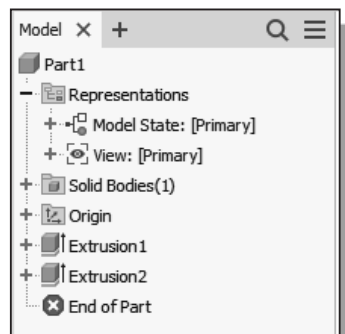 Model
Part1
Representations
Model State: [Primary]
View: [Primary]
Solid Bodies(1)
Origin
Extrusion1
Extrusion2
End of Part